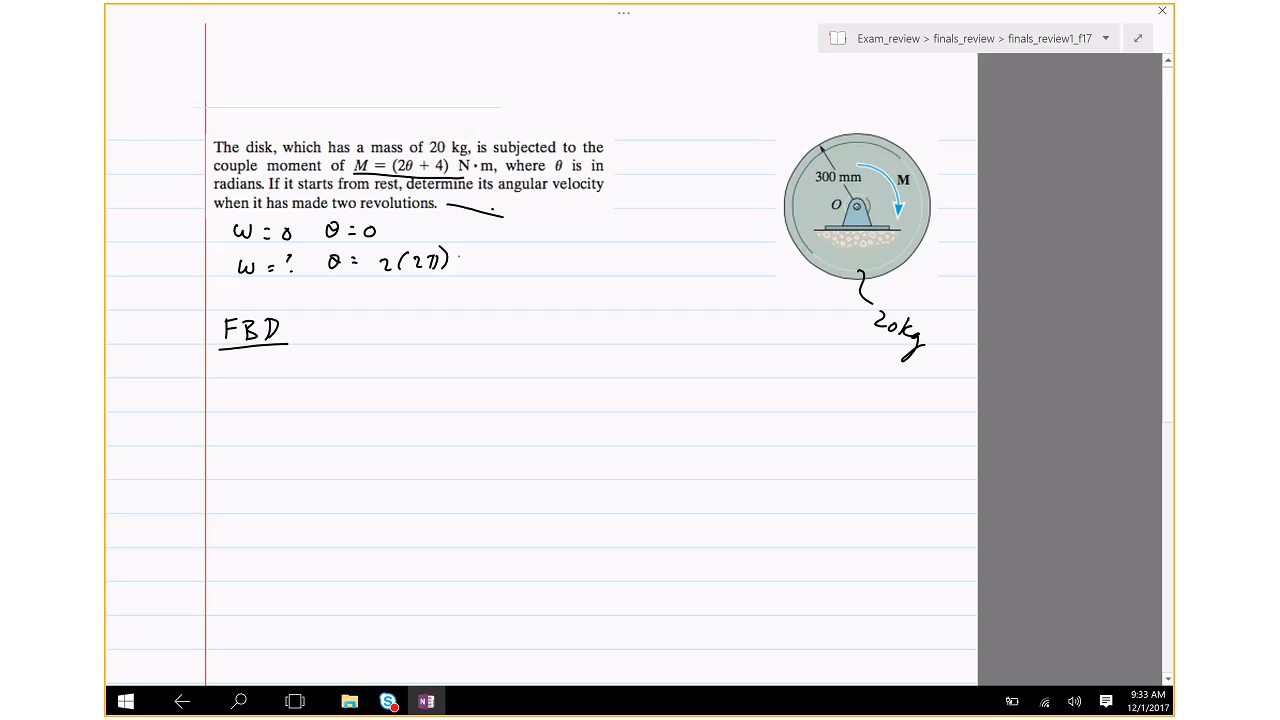 Exam_review > finals_review > finals_review1_f17
The disk, which has a mass of 20 kg, is subjected to the
couple moment of M = (2θ + 4) N·m, where θ is in
radians. If it starts from rest, determine its angular velocity
when it has made two revolutions.
ω = 0 θ = 0
ω = ? θ = 2(2π)
FBD
300 mm
M
O
20kg
N
9:33 AM
12/1/2017